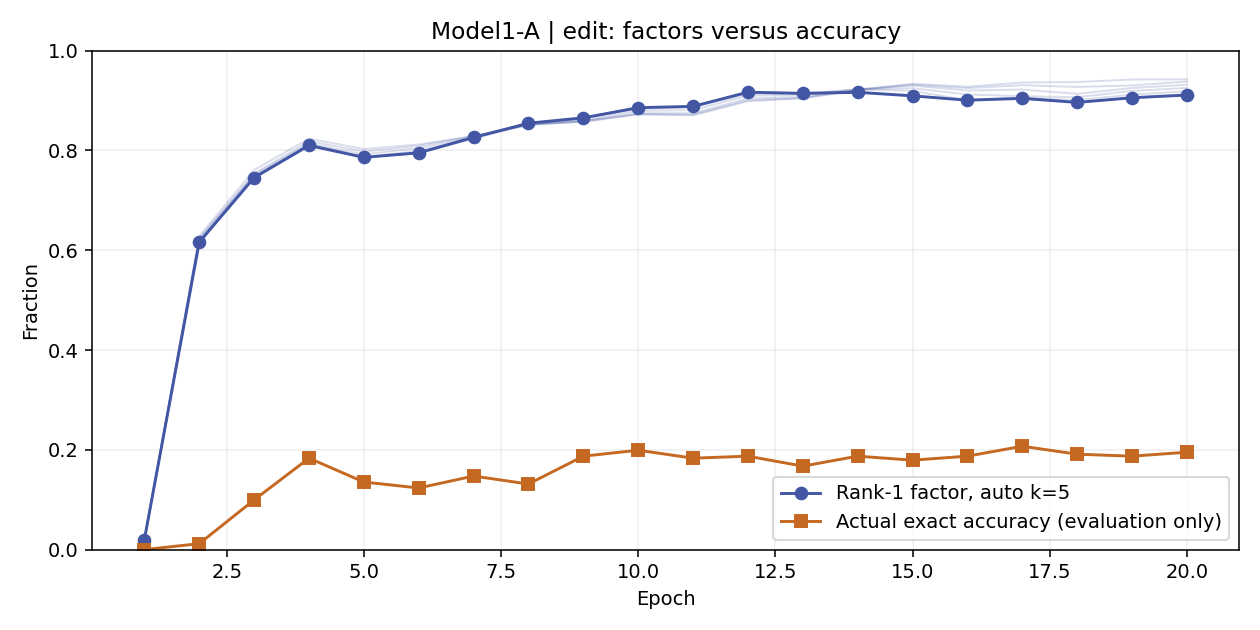 Model1-A | edit: factors versus accuracy
1.0
0.8
0.6
0.4
0.2
0.0
Fraction
2.5 5.0 7.5 10.0 12.5 15.0 17.5 20.0
Epoch
Rank-1 factor, auto k=5
Actual exact accuracy (evaluation only)